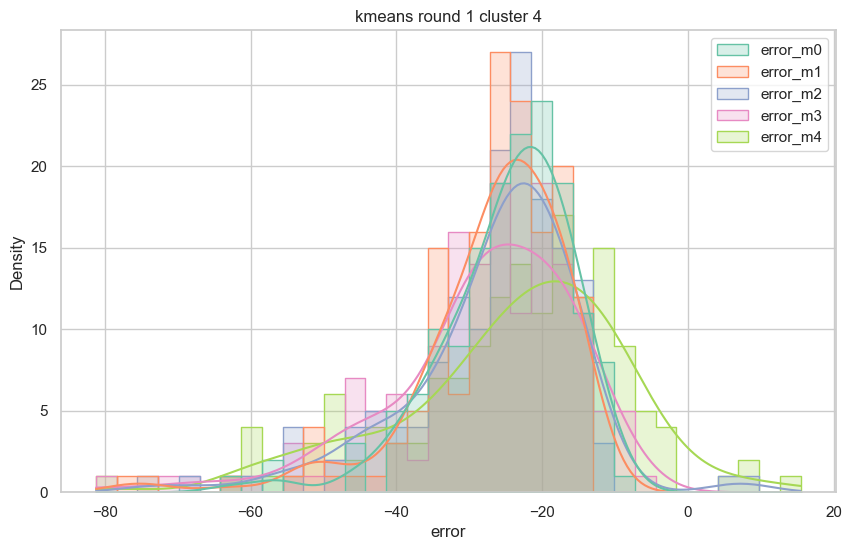 kmeans round 1 cluster 4
error_m0
error_m1
error_m2
error_m3
error_m4
Density
25
20
15
10
5
0
−80
−60
−40
−20
0
20
error